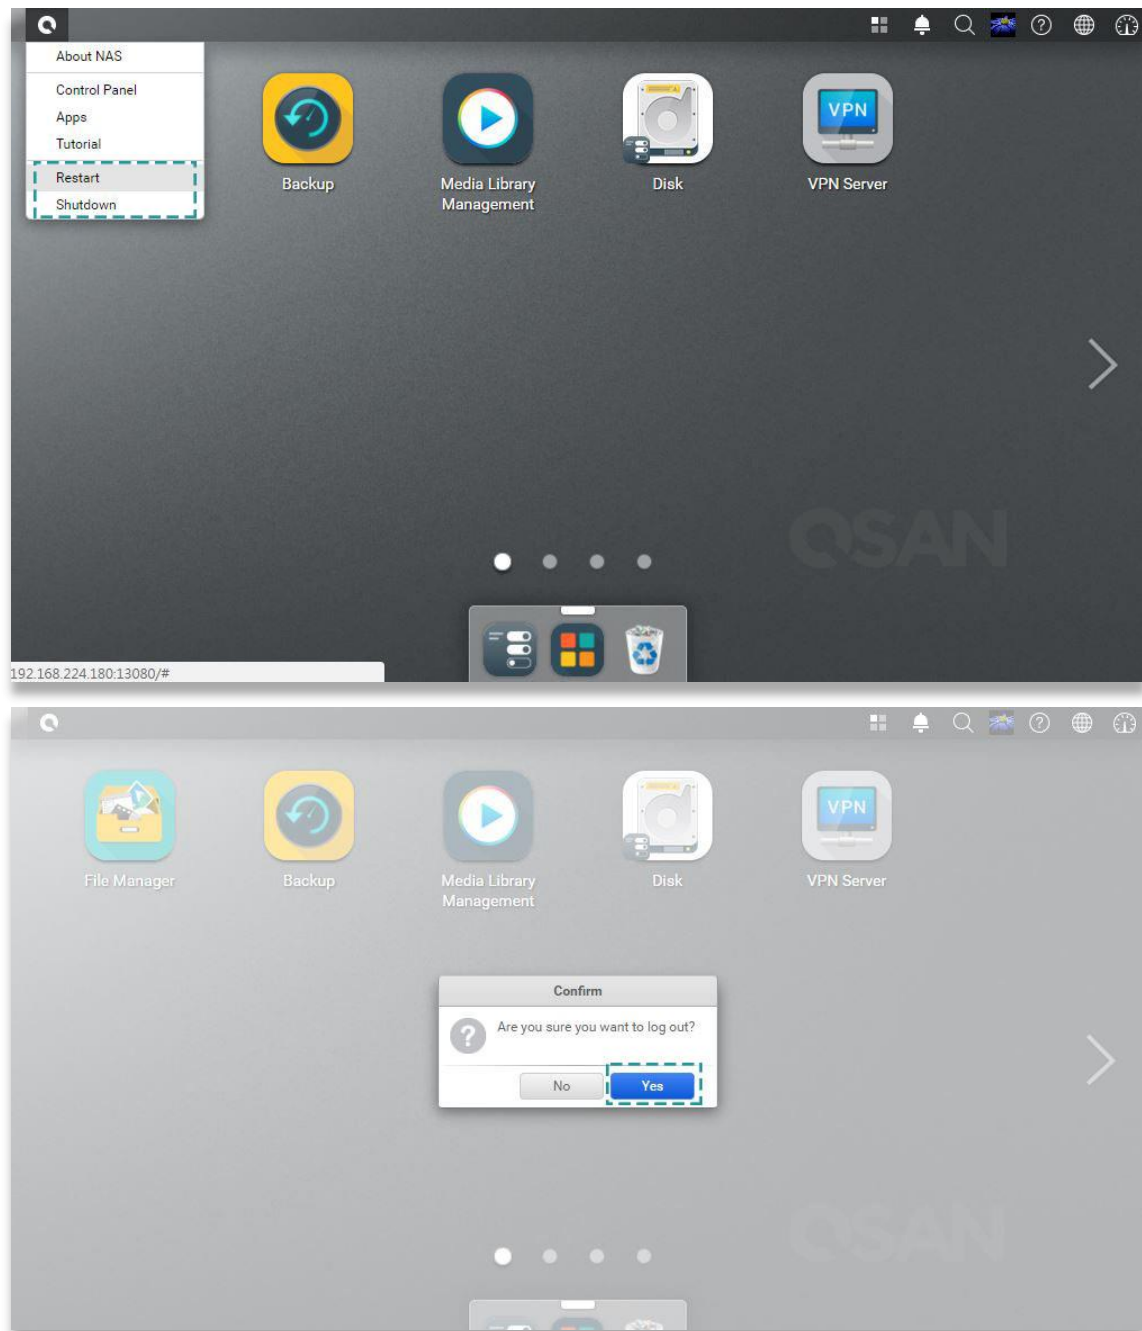 About NAS
Control Panel
Apps
Tutorial
Restart
Shutdown
Backup
Media Library
Management
Disk
VPN
VPN Server
QSAN
192.168.224.180:13080/#
File Manager
Backup
Media Library
Management
Disk
VPN
VPN Server
Confirm
Are you sure you want to log out?
No
Yes
QSAN